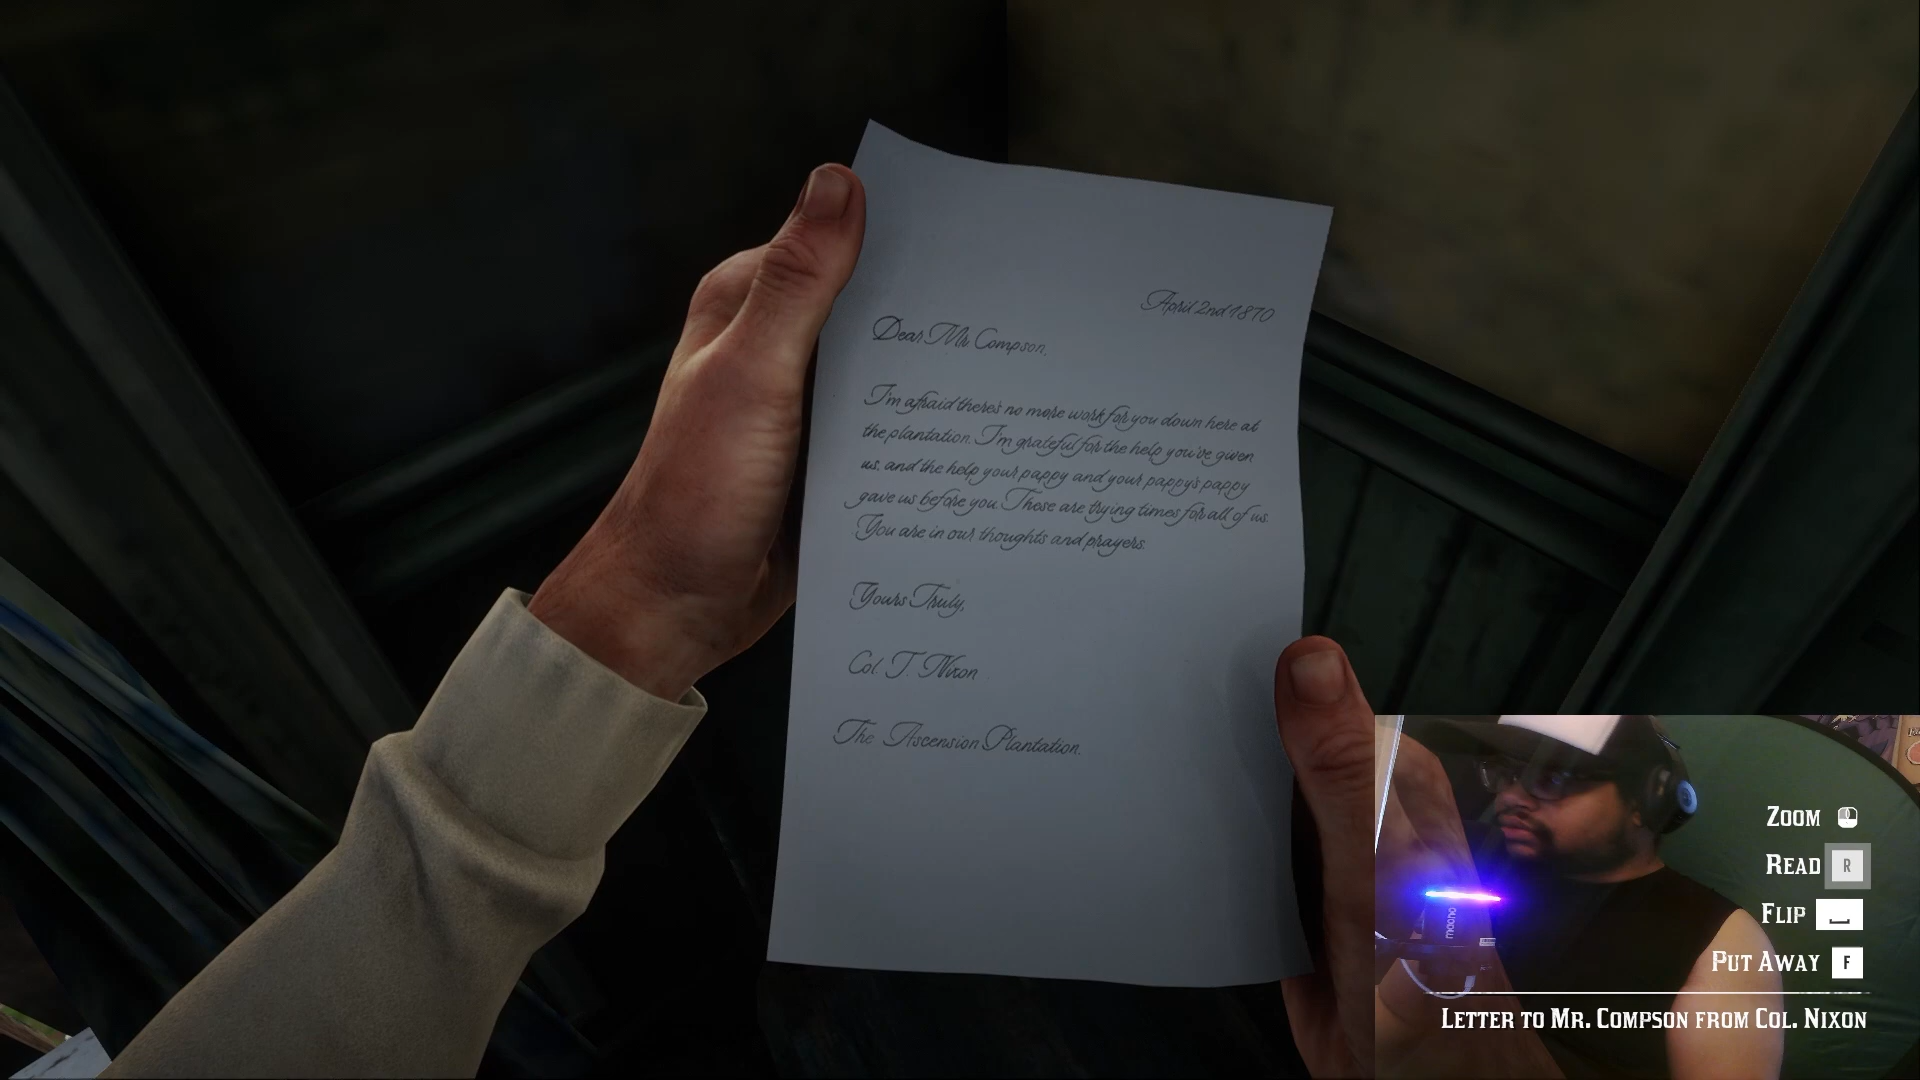 April 2nd 1870
Dear Mr Compson,
I'm afraid there's no more work for you down here at
the plantation. I'm grateful for the help you've given
us, and the help your pappy and your pappy's pappy
gave us before you. These are trying times for all of us.
You are in our thoughts and prayers.
Yours Truly,
Col. T. Nixon
The Ascension Plantation.
maono
ZOOM
READ R
FLIP
PUT AWAY F
LETTER TO MR. COMPSON FROM COL. NIXON